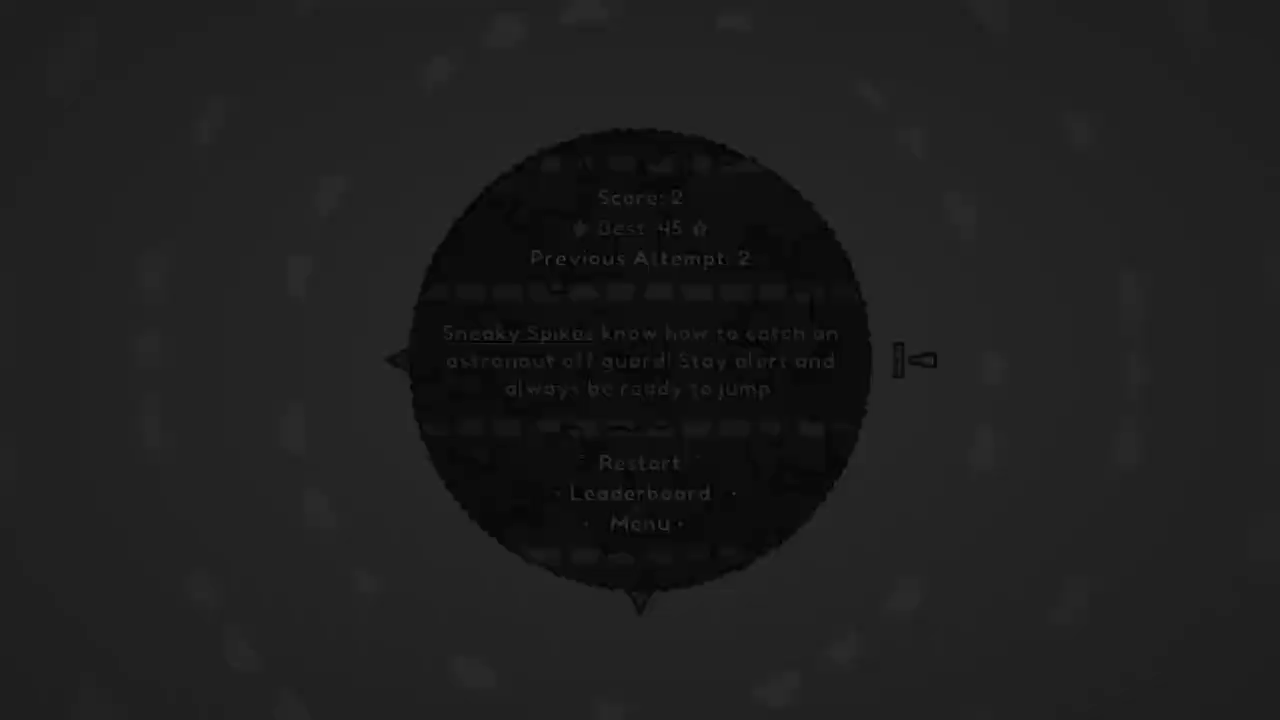 Score: 2
Best: 45
Previous Attempt: 2
Sneaky Spikes know how to catch an
astronaut off guard! Stay alert and
always be ready to jump
Restart
Leaderboard
Menu